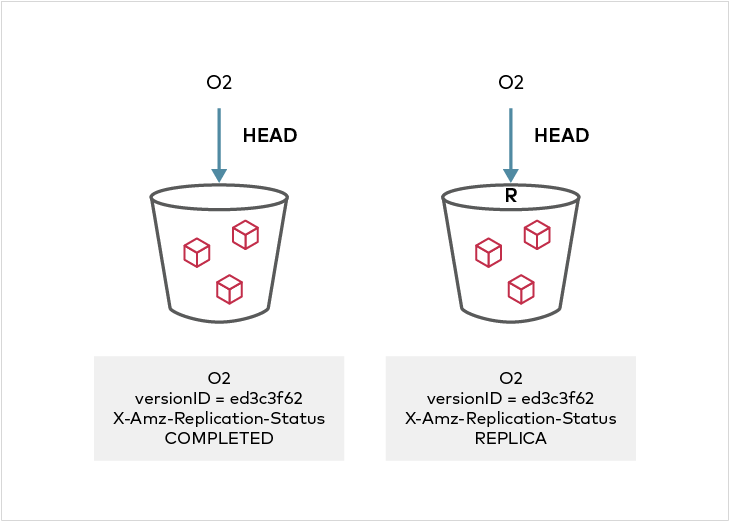 O2
HEAD
O2
versionID = ed3c3f62
X-Amz-Replication-Status
COMPLETED
O2
HEAD
R
O2
versionID = ed3c3f62
X-Amz-Replication-Status
REPLICA